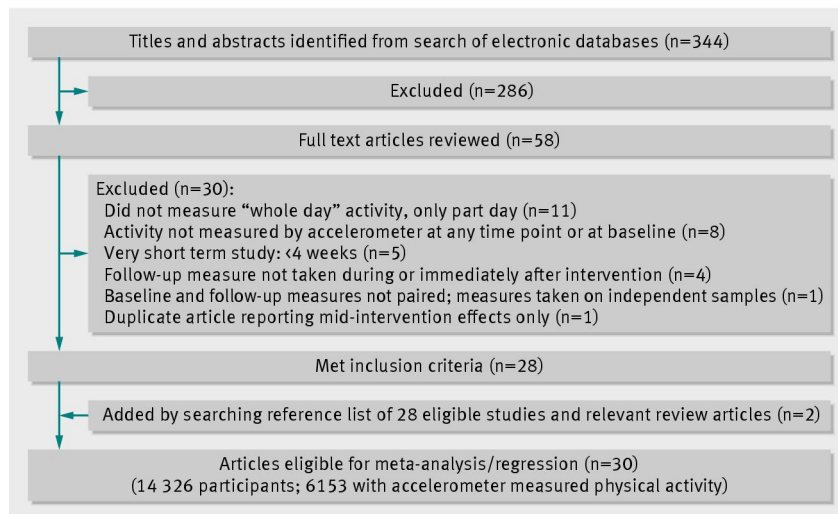 Titles and abstracts identified from search of electronic databases (n=344)
Excluded (n=286)
Full text articles reviewed (n=58)
Excluded (n=30):
Did not measure “whole day” activity, only part day (n=11)
Activity not measured by accelerometer at any time point or at baseline (n=8)
Very short term study: <4 weeks (n=5)
Follow-up measure not taken during or immediately after intervention (n=4)
Baseline and follow-up measures not paired; measures taken on independent samples (n=1)
Duplicate article reporting mid-intervention effects only (n=1)
Met inclusion criteria (n=28)
Added by searching reference list of 28 eligible studies and relevant review articles (n=2)
Articles eligible for meta-analysis/regression (n=30)
(14 326 participants; 6153 with accelerometer measured physical activity)